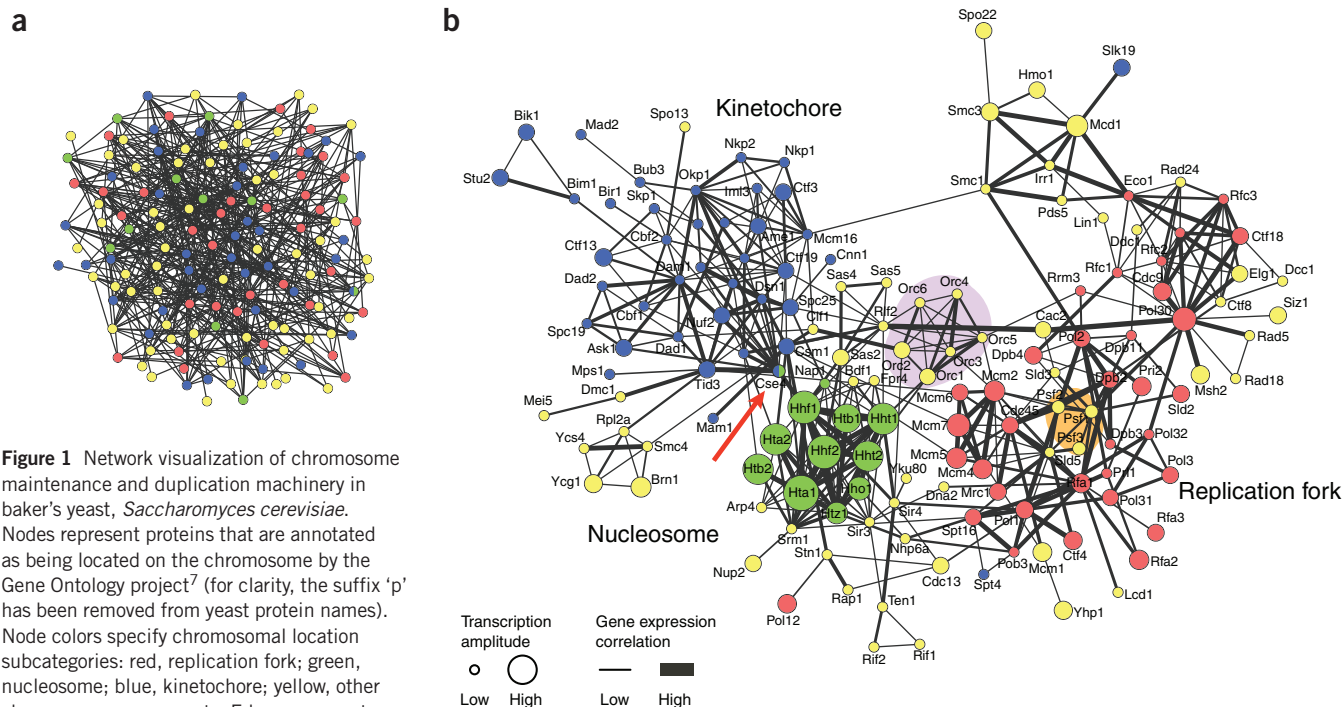 a
b
Figure 1 Network visualization of chromosome
maintenance and duplication machinery in
baker's yeast, Saccharomyces cerevisiae.
Nodes represent proteins that are annotated
as being located on the chromosome by the
Gene Ontology project7 (for clarity, the suffix 'p'
has been removed from yeast protein names).
Node colors specify chromosomal location
subcategories: red, replication fork; green,
nucleosome; blue, kinetochore; yellow, other
Spo22
Slk19
Hmo1
Smc3
Mcd1
Kinetochore
Bik1
Mad2
Spo13
Nkp2
Nkp1
Bub3
Okp1
Stu2
Bim1
Bir1
Skp1
Iml3
Ctf3
Smc1
Irr1
Eco1
Rad24
Rfc3
Pds5
Lin1
Ddc1
Rfc2
Ctf18
Ctf13
Cbf2
Ame1
Mcm16
Ctf19
Cnn1
Dad2
Dam1
Dsn1
Sas4
Sas5
Orc6
Orc4
Rrm3
Rfc1
Cdc9
Elg1
Dcc1
Spc19
Cbf1
Nuf2
Spc25
Clf1
Rlf2
Cac2
Pol30
Ctf8
Siz1
Ask1
Dad1
Csm1
Sas2
Orc2
Orc3
Orc5
Dpb4
Pol2
Dpb11
Rad5
Mps1
Dmc1
Tid3
Cse4
Nap1
Bdf1
Fpr4
Orc1
Mcm2
Sld3
Dpb2
Pri2
Msh2
Rad18
Mei5
Rpl2a
Mam1
Hhf1
Htb1
Hht1
Mcm6
Cdc45
Psf2
Psf1
Sld2
Ycs4
Smc4
Hta2
Hhf2
Hht2
Mcm7
Psf3
Dpb3
Pol32
Ycg1
Brn1
Htb2
Hta1
Hho1
Yku80
Mcm5
Mcm4
Sld5
Pri1
Pol3
Rfa1
Replication fork
Arp4
Htz1
Sir4
Dna2
Mrc1
Pol31
Nucleosome
Srm1
Sir3
Spt16
Pol1
Rfa3
Nup2
Stn1
Nhp6a
Pob3
Ctf4
Rfa2
Cdc13
Spt4
Mcm1
Rap1
Lcd1
Pol12
Ten1
Yhp1
Rif2
Rif1
Transcription
amplitude
Low High
Gene expression
correlation
Low High